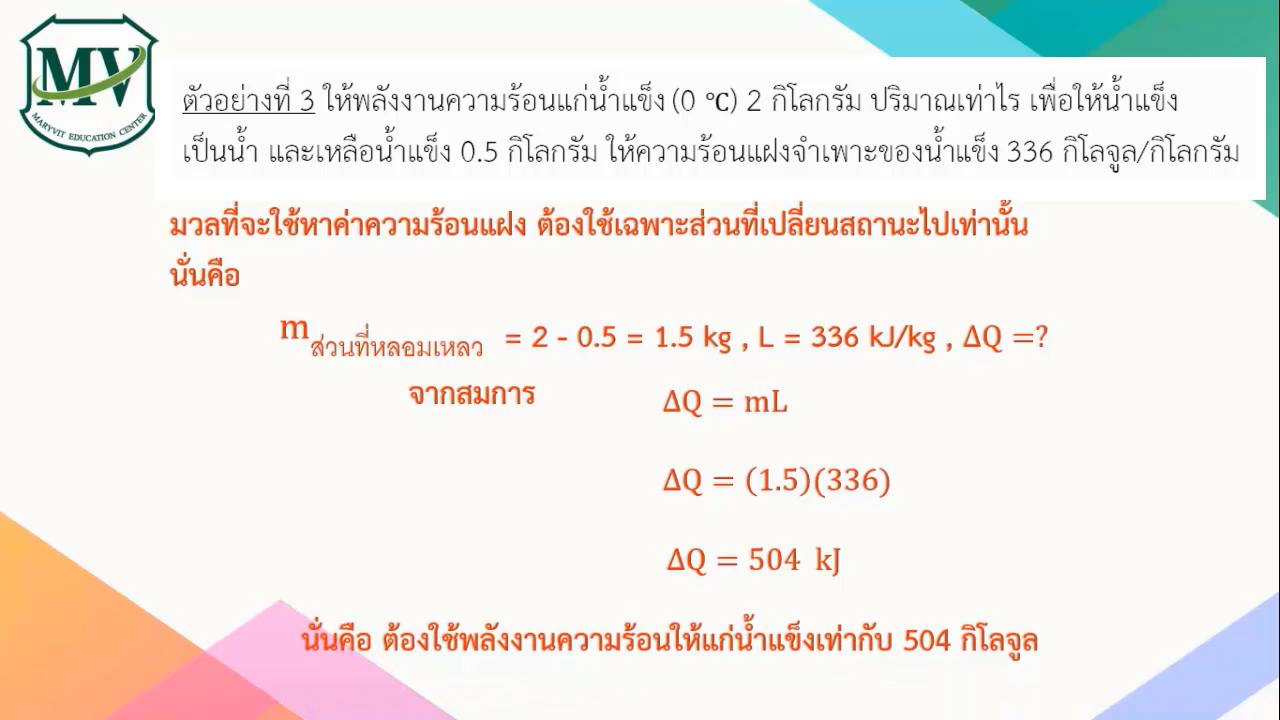 MV
MARYVIT EDUCATION CENTER
ตัวอย่างที่ 3 ให้พลังงานความร้อนแก่น้ำแข็ง (0 °C) 2 กิโลกรัม ปริมาณเท่าไร เพื่อให้น้ำแข็ง
เป็นน้ำ และเหลือน้ำแข็ง 0.5 กิโลกรัม ให้ความร้อนแฝงจำเพาะของน้ำแข็ง 336 กิโลจูล/กิโลกรัม
มวลที่จะใช้หาค่าความร้อนแฝง ต้องใช้เฉพาะส่วนที่เปลี่ยนสถานะไปเท่านั้น
นั่นคือ
m ส่วนที่หลอมเหลว = 2 - 0.5 = 1.5 kg , L = 336 kJ/kg , ΔQ =?
จากสมการ ΔQ = mL
ΔQ = (1.5)(336)
ΔQ = 504 kJ
นั่นคือ ต้องใช้พลังงานความร้อนให้แก่น้ำแข็งเท่ากับ 504 กิโลจูล